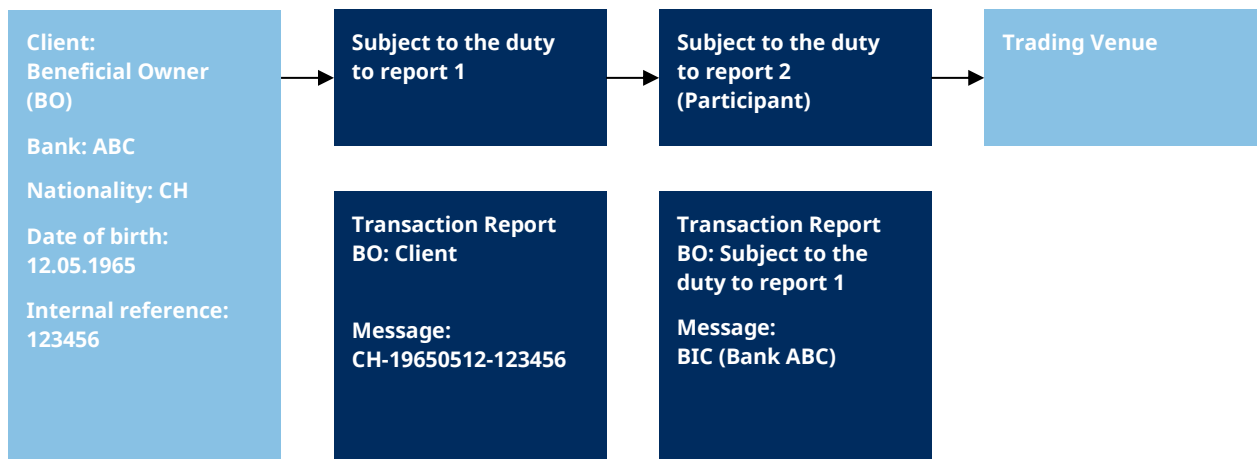 Client:
Beneficial Owner
(BO)
Bank: ABC
Nationality: CH
Date of birth:
12.05.1965
Internal reference:
123456
Subject to the duty
to report 1
Subject to the duty
to report 2
(Participant)
Trading Venue
Transaction Report
BO: Client
Message:
CH-19650512-123456
Transaction Report
BO: Subject to the
duty to report 1
Message:
BIC (Bank ABC)